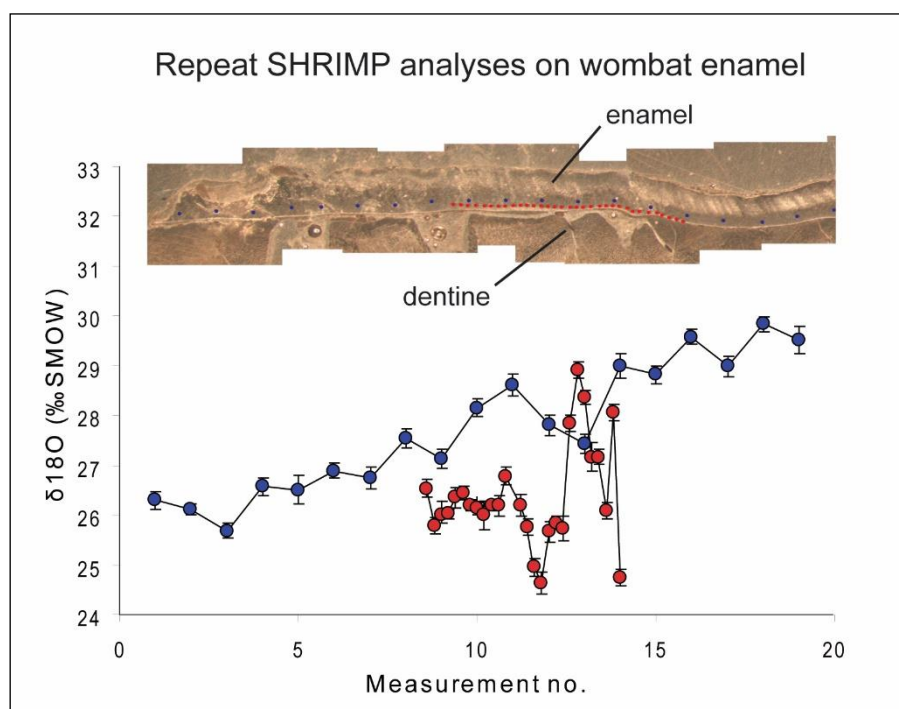 Repeat SHRIMP analyses on wombat enamel
enamel
33
32
31
dentine
30
29
28
27
26
25
24
δ18O (‰SMOW)
0 5 10 15 20
Measurement no.